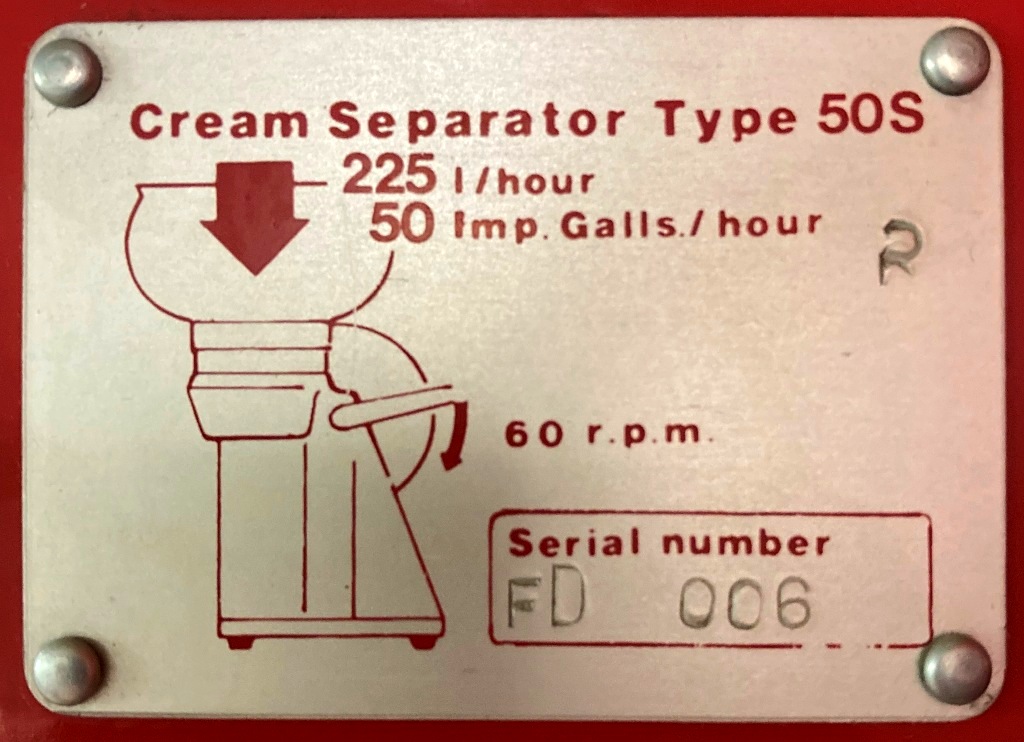 Cream Separator Type 50S
225 l/hour
50 Imp. Galls./hour
R
60 r.p.m.
Serial number
FD 006